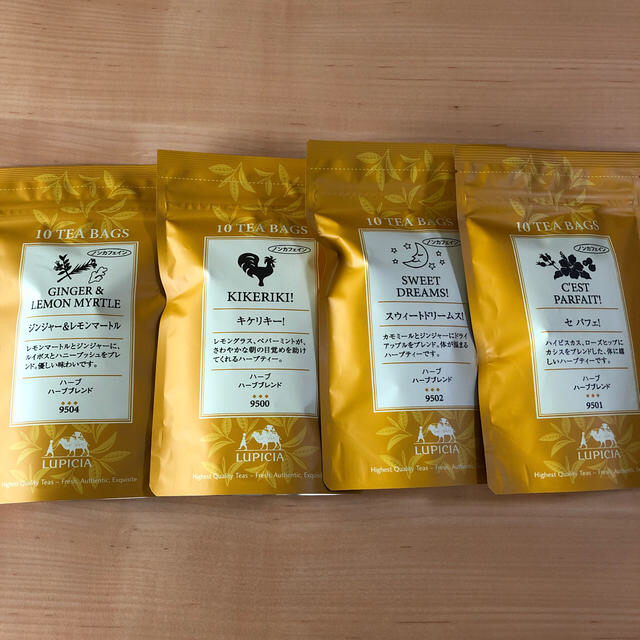 10 TEA BAGS
ノンカフェイン
GINGER &
LEMON MYRTLE
ジンジャー&レモンマートル
レモンマートルとジンジャーに、
ルイボスとハニーブッシュをブレ
ンド。優しい味わいです。
ハーブ
ハーブブレンド
9504
LUPICIA
Highest Quality Teas – Fresh, Authentic, Exquisite
10 TEA BAGS
ノンカフェイン
KIKERIKI!
キケリキー!
レモングラス、ペパーミントが、
さわやかな朝の目覚めを助け
てくれるハーブティー。
ハーブ
ハーブブレンド
9500
LUPICIA
Highest Quality Teas – Fresh, Authentic, Exquisite
10 TEA BAGS
ノンカフェイン
SWEET
DREAMS!
スウィートドリームス!
カモミールとジンジャーにドライ
アップルをブレンド。体が温まる
ハーブティーです。
ハーブ
ハーブブレンド
9502
LUPICIA
Highest Quality Teas – Fresh, Authentic,
10 TEA BAGS
ノンカフェイン
C'EST
PARFAIT!
セ パフェ!
ハイビスカス、ローズヒップに
カシスをブレンドした、体に嬉
しいハーブティーです。
ハーブ
ハーブブレンド
9501
LUPICIA
Highest Quality Teas – Fresh, Authentic, Exquisite